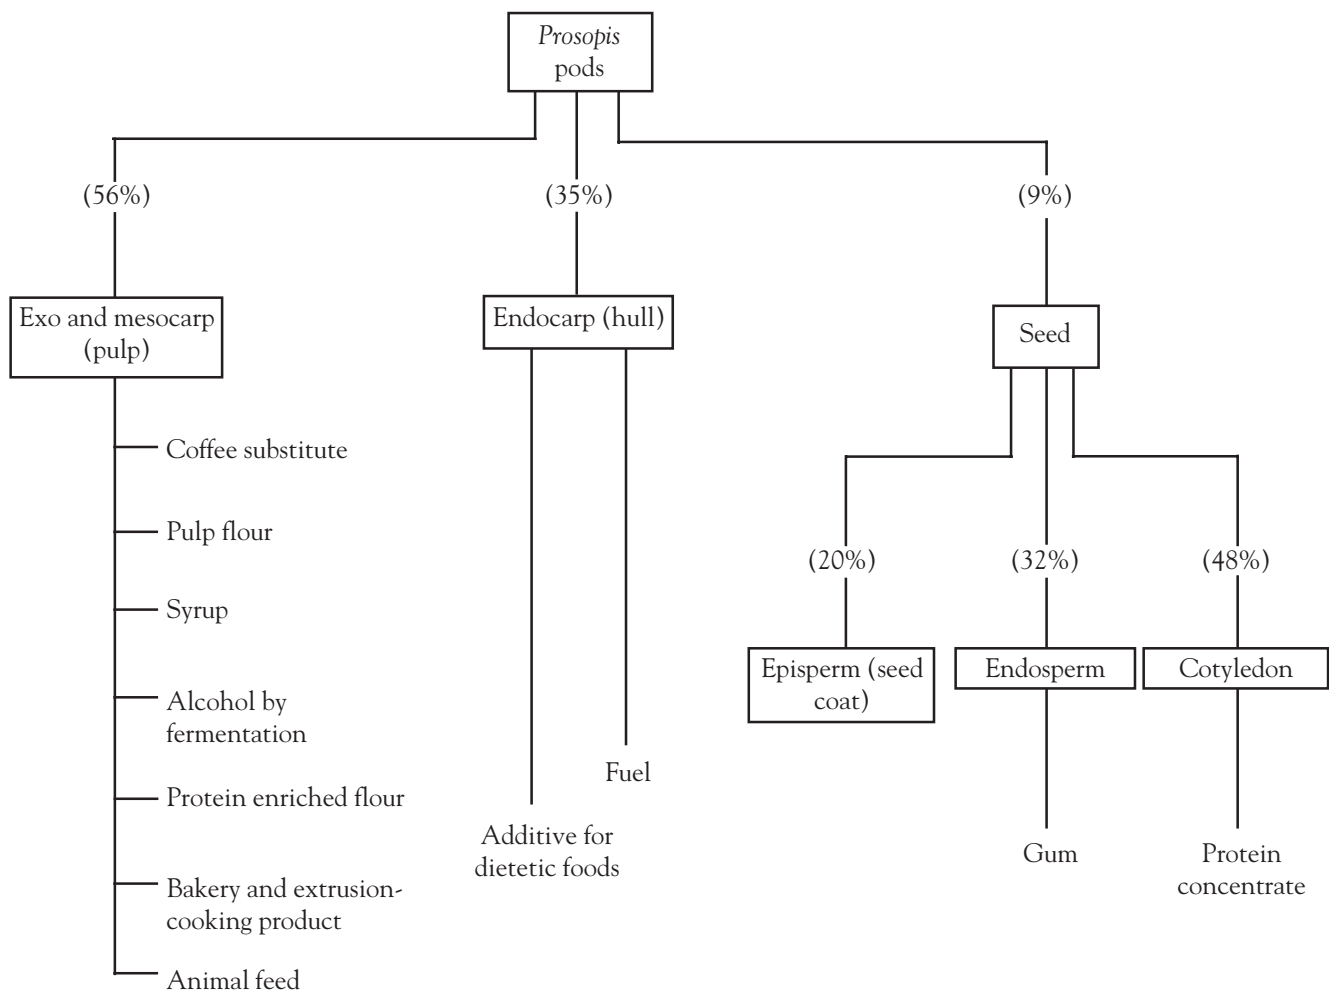 Prosopis
pods
(56%)
(35%)
(9%)
Exo and mesocarp
(pulp)
Endocarp (hull)
Seed
Coffee substitute
Pulp flour
Syrup
Alcohol by
fermentation
Protein enriched flour
Bakery and extrusion-
cooking product
Animal feed
Fuel
Additive for
dietetic foods
(20%)
(32%)
(48%)
Episperm (seed
coat)
Endosperm
Cotyledon
Gum
Protein
concentrate